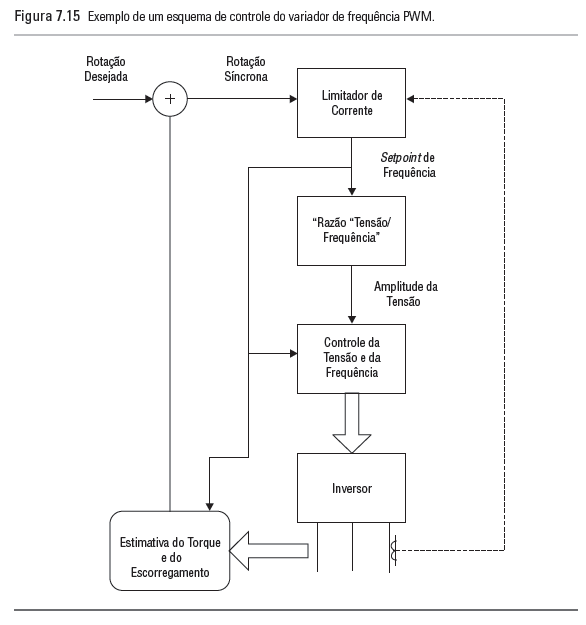 Figura 7.15 Exemplo de um esquema de controle do variador de frequência PWM.
Rotação
Desejada
Rotação
Síncrona
+
Limitador de
Corrente
Setpoint de
Frequência
“Razão “Tensão/
Frequência”
Amplitude da
Tensão
Controle da
Tensão e da
Frequência
Inversor
Estimativa do Torque
e do
Escorregamento